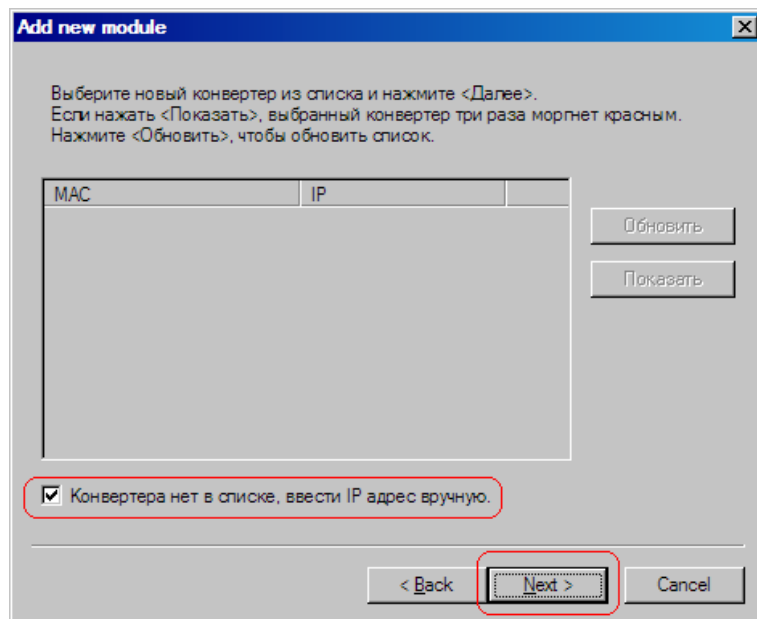 Add new module
Выберите новый конвертер из списка и нажмите <Далее>.
Если нажать <Показать>, выбранный конвертер три раза моргнет красным.
Нажмите <Обновить>, чтобы обновить список.
MAC IP
Обновить
Показать
Конвертера нет в списке, ввести IP адрес вручную.
< Back Next > Cancel